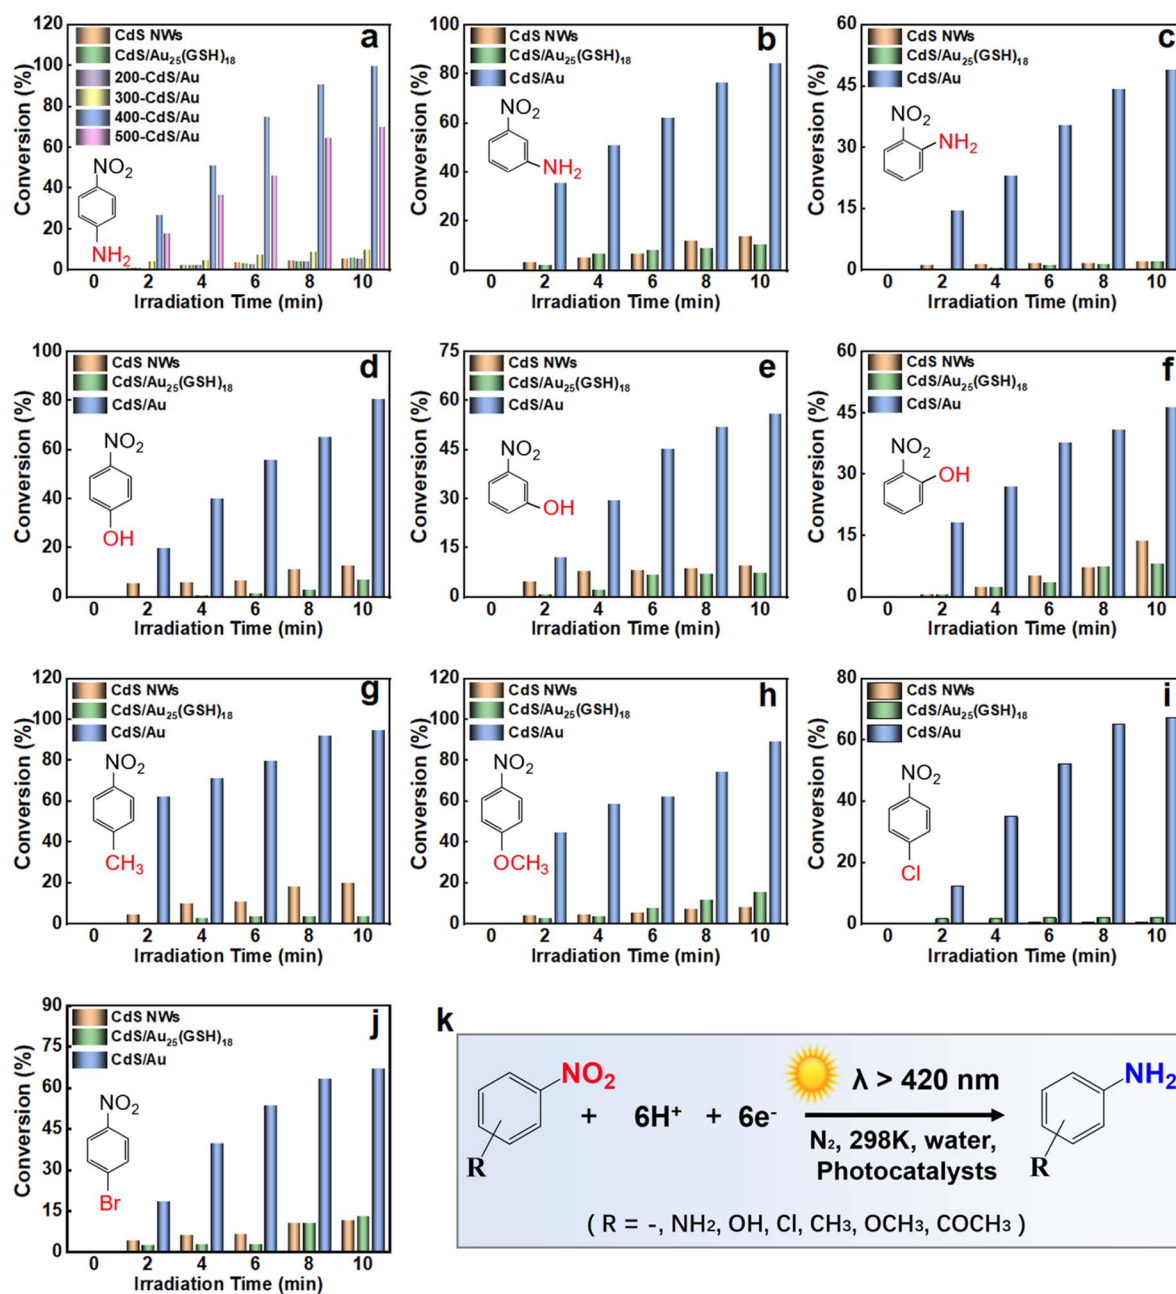 a
CdS NWs
CdS/Au₂₅(GSH)₁₈
200-CdS/Au
300-CdS/Au
400-CdS/Au
500-CdS/Au
NO₂
NH₂
Conversion (%)
120
100
80
60
40
20
0
0 2 4 6 8 10
Irradiation Time (min)
b
CdS NWs
CdS/Au₂₅(GSH)₁₈
CdS/Au
NO₂
NH₂
Conversion (%)
100
80
60
40
20
0
0 2 4 6 8 10
Irradiation Time (min)
c
CdS NWs
CdS/Au₂₅(GSH)₁₈
CdS/Au
NO₂
NH₂
Conversion (%)
60
45
30
15
0
0 2 4 6 8 10
Irradiation Time (min)
d
CdS NWs
CdS/Au₂₅(GSH)₁₈
CdS/Au
NO₂
OH
Conversion (%)
100
80
60
40
20
0
0 2 4 6 8 10
Irradiation Time (min)
e
CdS NWs
CdS/Au₂₅(GSH)₁₈
CdS/Au
NO₂
OH
Conversion (%)
75
60
45
30
15
0
0 2 4 6 8 10
Irradiation Time (min)
f
CdS NWs
CdS/Au₂₅(GSH)₁₈
CdS/Au
NO₂
OH
Conversion (%)
60
45
30
15
0
0 2 4 6 8 10
Irradiation Time (min)
g
CdS NWs
CdS/Au₂₅(GSH)₁₈
CdS/Au
NO₂
CH₃
Conversion (%)
120
100
80
60
40
20
0
0 2 4 6 8 10
Irradiation Time (min)
h
CdS NWs
CdS/Au₂₅(GSH)₁₈
CdS/Au
NO₂
OCH₃
Conversion (%)
120
100
80
60
40
20
0
0 2 4 6 8 10
Irradiation Time (min)
i
CdS NWs
CdS/Au₂₅(GSH)₁₈
CdS/Au
NO₂
Cl
Conversion (%)
80
60
40
20
0
0 2 4 6 8 10
Irradiation Time (min)
j
CdS NWs
CdS/Au₂₅(GSH)₁₈
CdS/Au
NO₂
Br
Conversion (%)
90
75
60
45
30
15
0
0 2 4 6 8 10
Irradiation Time (min)
k
NO₂ + 6H⁺ + 6e⁻ λ > 420 nm NH₂
N₂, 298K, water,
Photocatalysts
R R
( R = -, NH₂, OH, Cl, CH₃, OCH₃, COCH₃ )